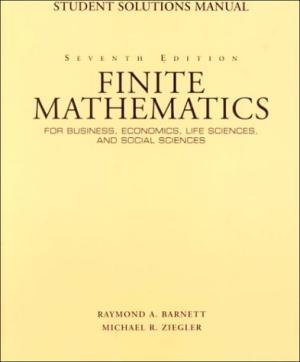 STUDENT SOLUTIONS MANUAL
SEVENTH EDITION
FINITE
MATHEMATICS
FOR BUSINESS, ECONOMICS, LIFE SCIENCES,
AND SOCIAL SCIENCES
RAYMOND A. BARNETT
MICHAEL R. ZIEGLER